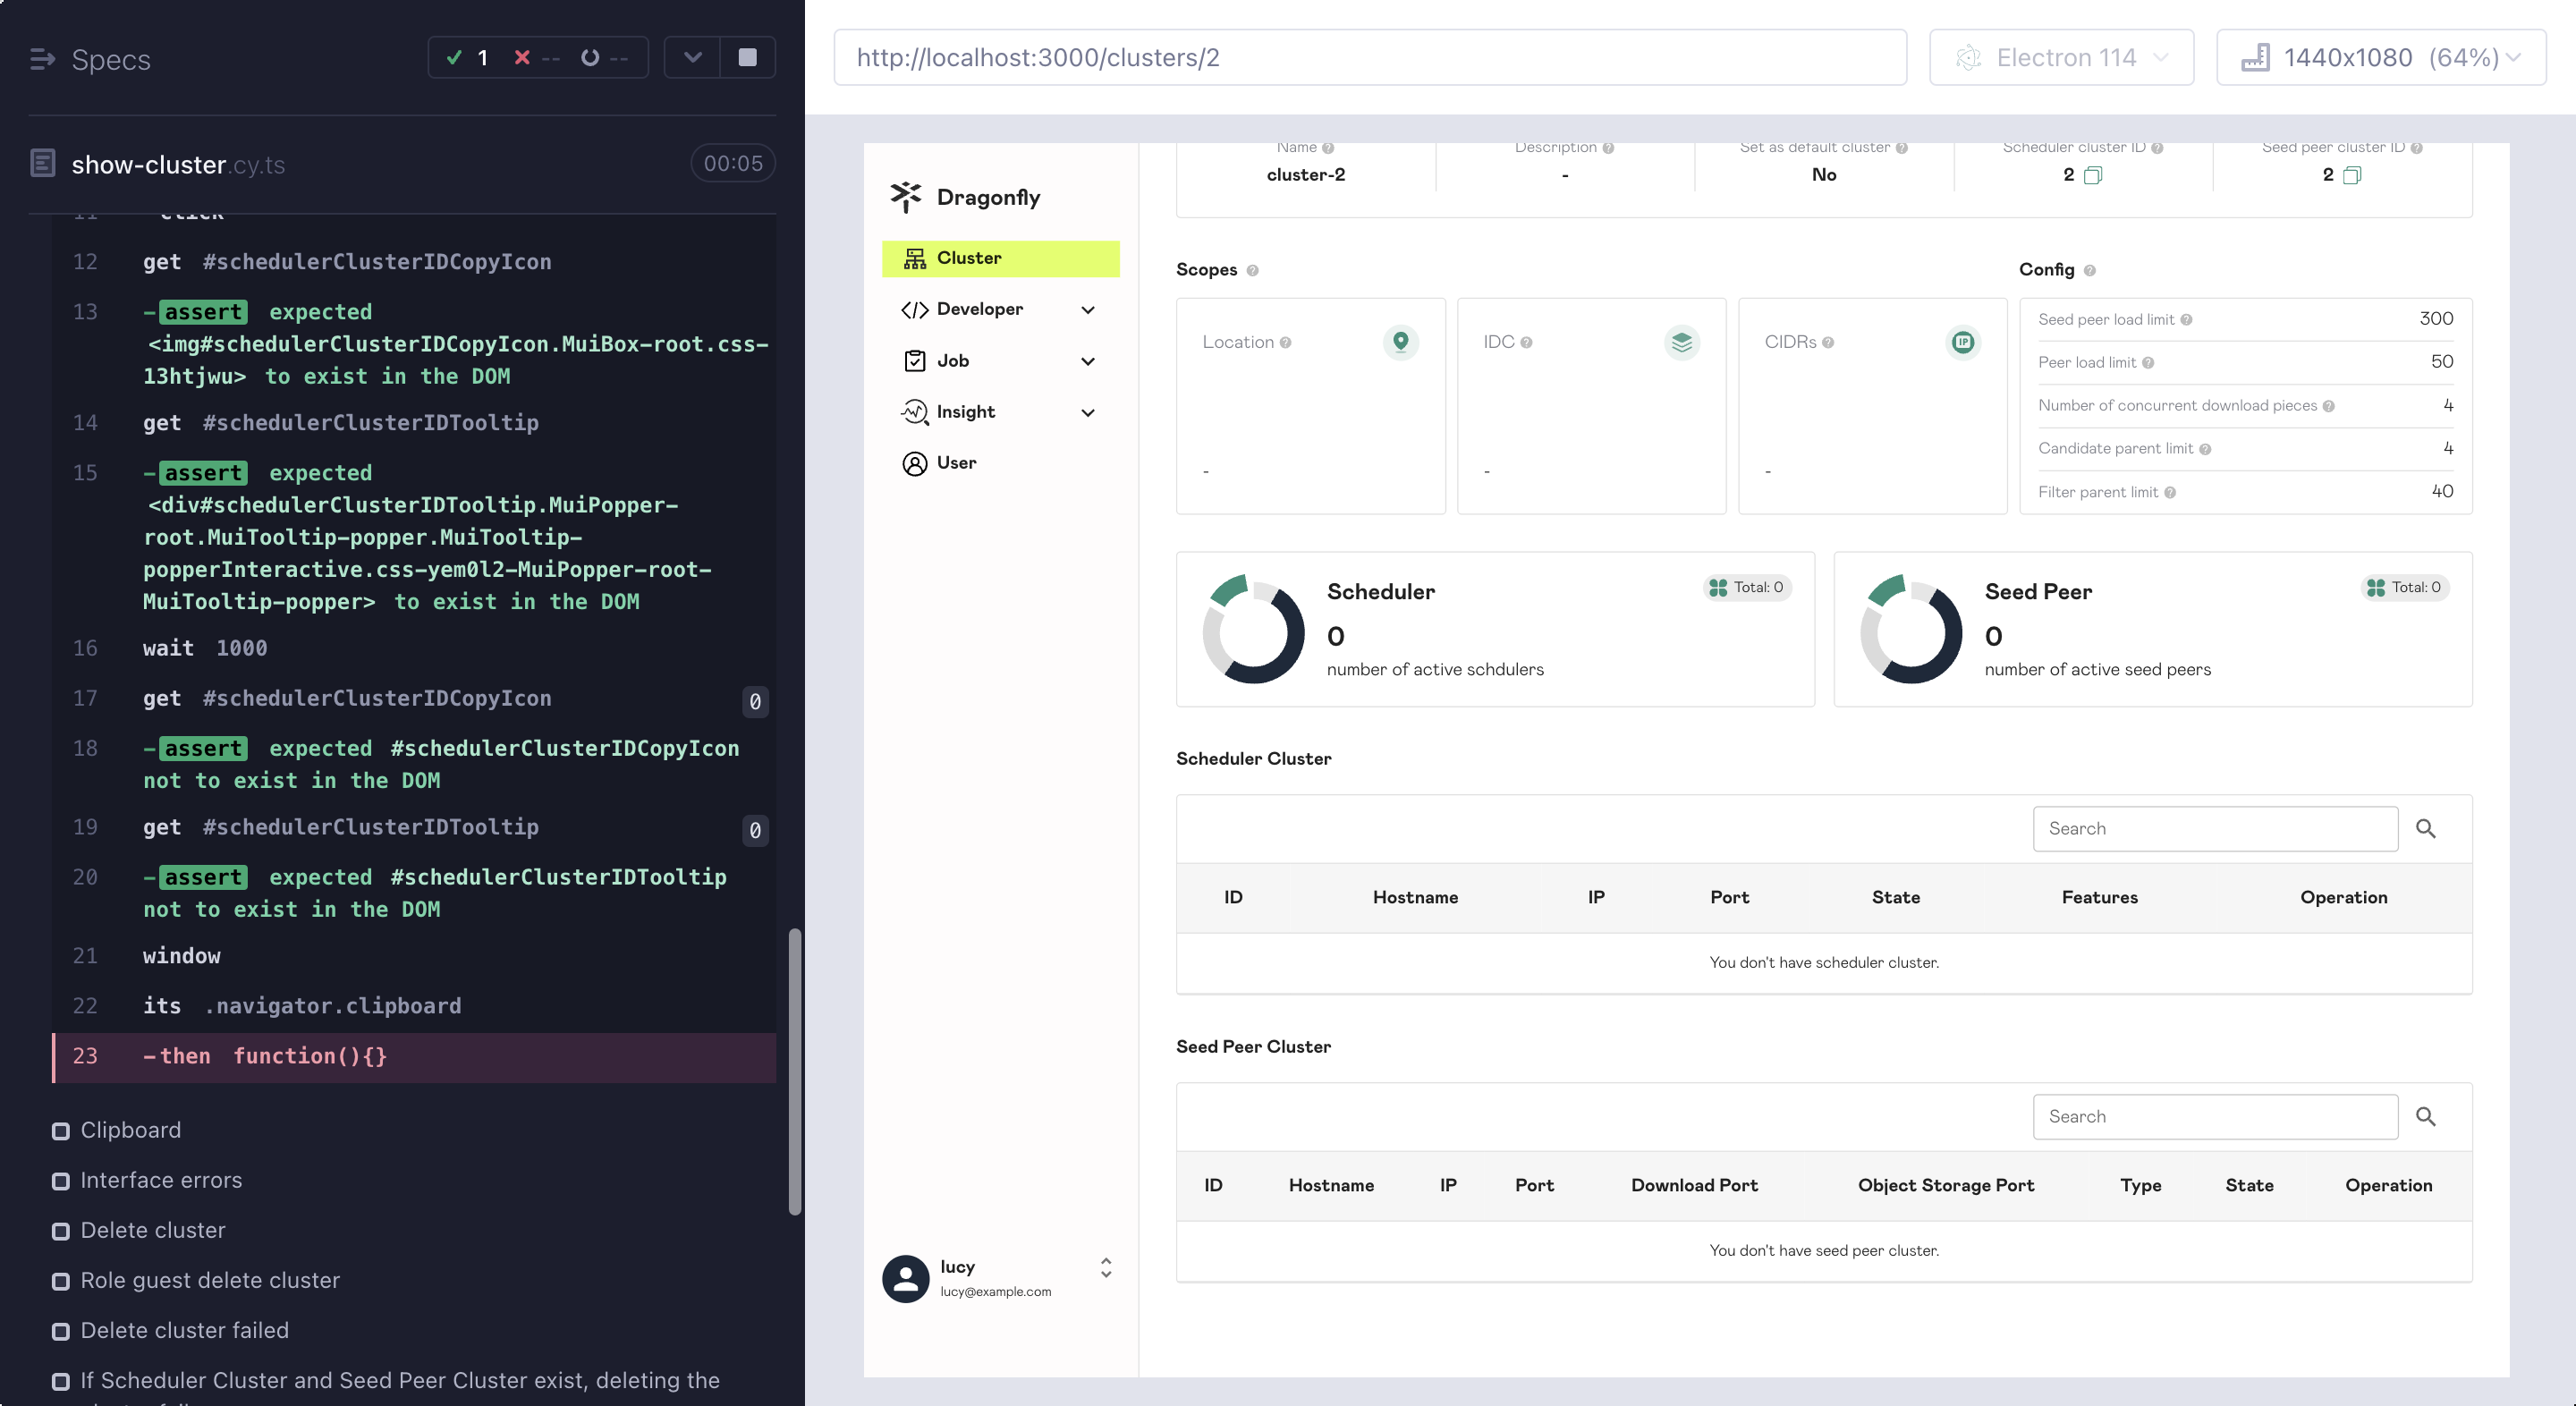 Specs
1
--
--
show-cluster.cy.ts
00:05
11 click
12 get #schedulerClusterIDCopyIcon
13 -assert expected
<img#schedulerClusterIDCopyIcon.MuiBox-root.css-
13htjwu> to exist in the DOM
14 get #schedulerClusterIDTooltip
15 -assert expected
<div#schedulerClusterIDTooltip.MuiPopper-
root.MuiTooltip-popper.MuiTooltip-
popperInteractive.css-yem0l2-MuiPopper-root-
MuiTooltip-popper> to exist in the DOM
16 wait 1000
17 get #schedulerClusterIDCopyIcon 0
18 -assert expected #schedulerClusterIDCopyIcon
not to exist in the DOM
19 get #schedulerClusterIDTooltip 0
20 -assert expected #schedulerClusterIDTooltip
not to exist in the DOM
21 window
22 its .navigator.clipboard
23 -then function(){}
Clipboard
Interface errors
Delete cluster
Role guest delete cluster
Delete cluster failed
If Scheduler Cluster and Seed Peer Cluster exist, deleting the
http://localhost:3000/clusters/2
Electron 114
1440x1080 (64%)
Dragonfly
Cluster
Developer
Job
Insight
User
lucy
lucy@example.com
Name Description Set as default cluster Scheduler cluster ID Seed peer cluster ID
cluster-2 - No 2 2
Scopes Config
Location
-
IDC
-
CIDRs
IP
-
Seed peer load limit 300
Peer load limit 50
Number of concurrent download pieces 4
Candidate parent limit 4
Filter parent limit 40
Scheduler Total: 0
0
number of active schdulers
Seed Peer Total: 0
0
number of active seed peers
Scheduler Cluster
Search
ID Hostname IP Port State Features Operation
You don't have scheduler cluster.
Seed Peer Cluster
Search
ID Hostname IP Port Download Port Object Storage Port Type State Operation
You don't have seed peer cluster.